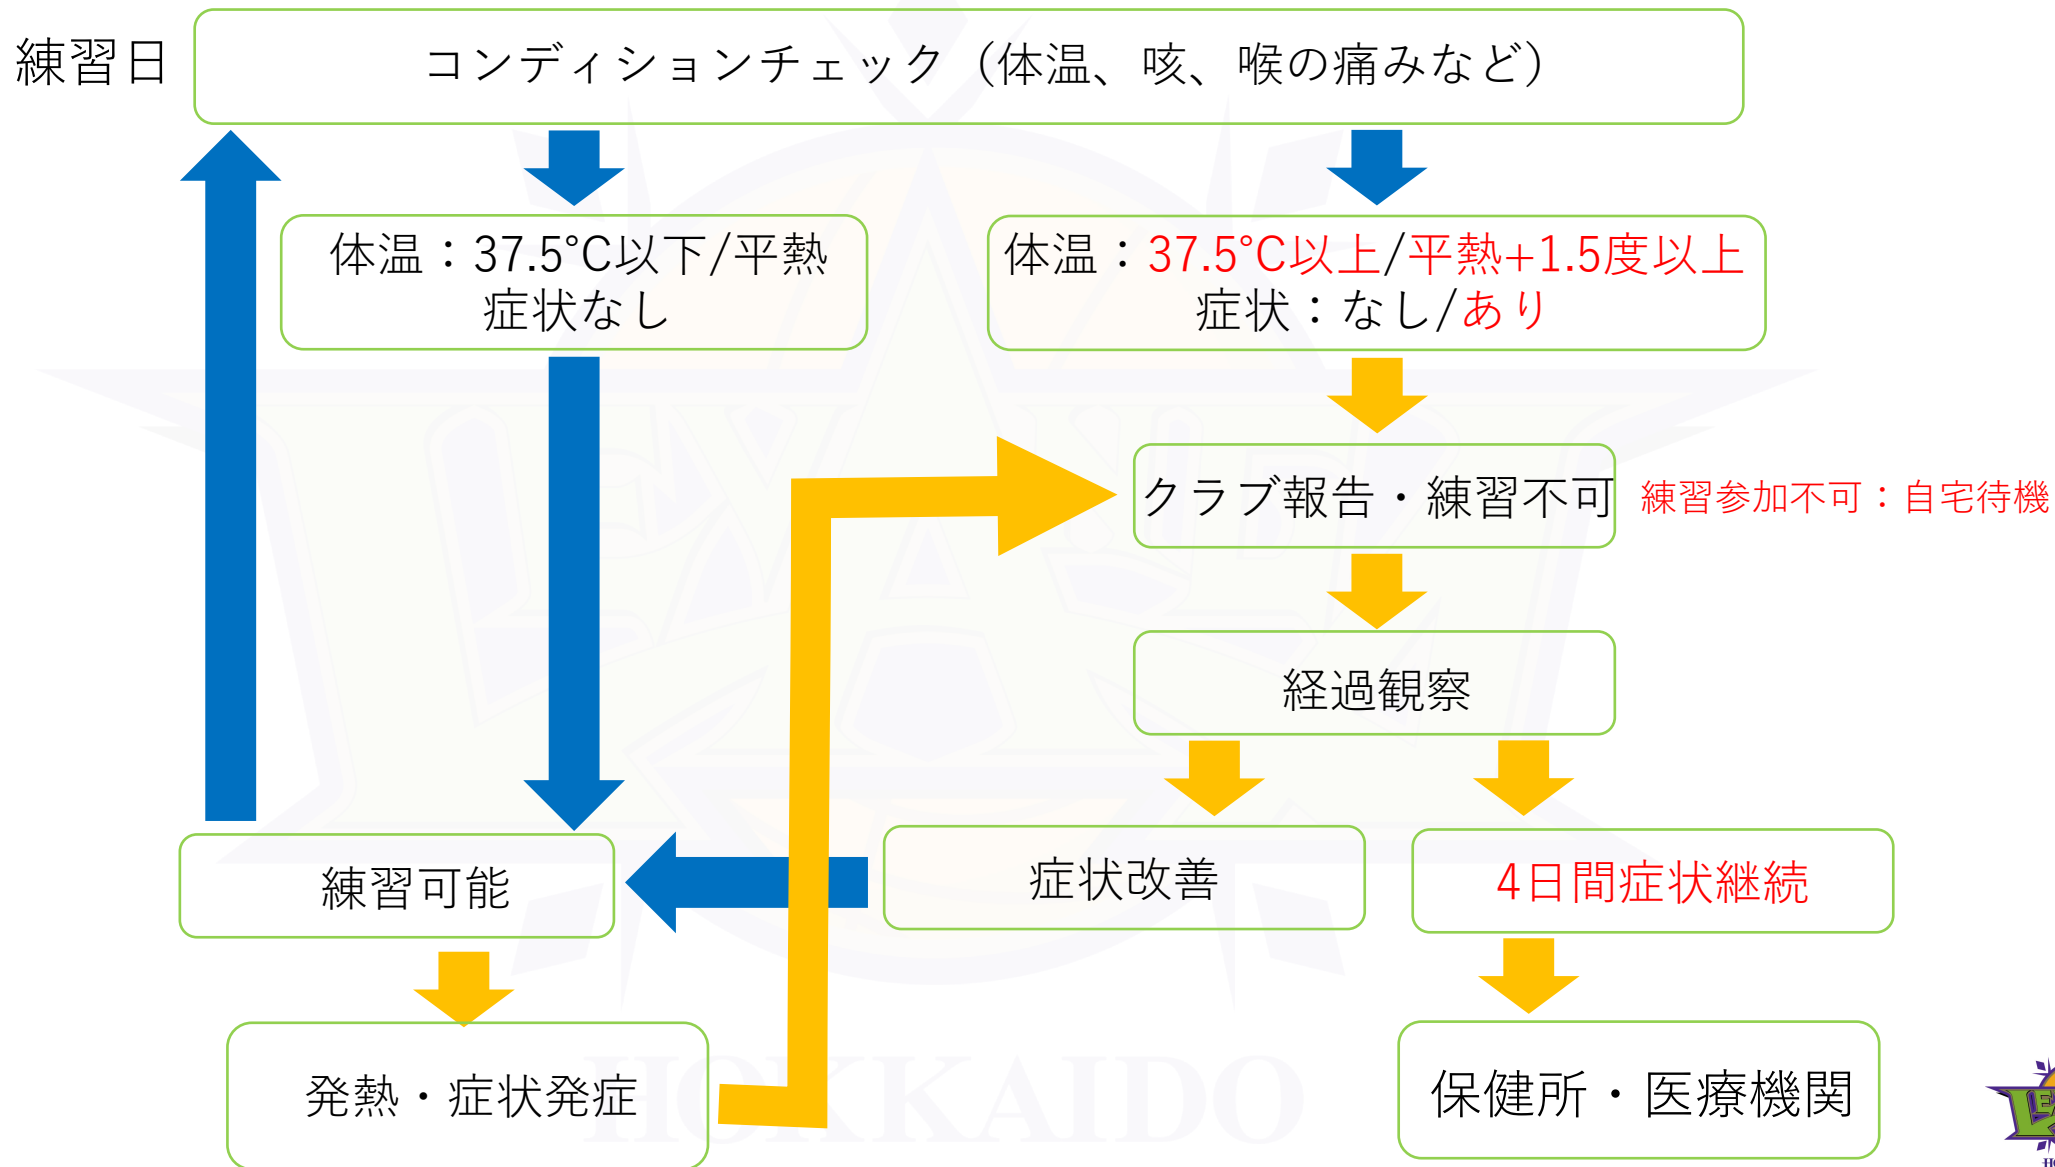 練習日
コンディションチェック（体温、咳、喉の痛みなど）
体温：37.5°C以下/平熱
症状なし
体温：37.5°C以上/平熱+1.5度以上
症状：なし/あり
クラブ報告・練習不可
練習参加不可：自宅待機
経過観察
練習可能
症状改善
4日間症状継続
発熱・症状発症
保健所・医療機関
HOKKAIDO